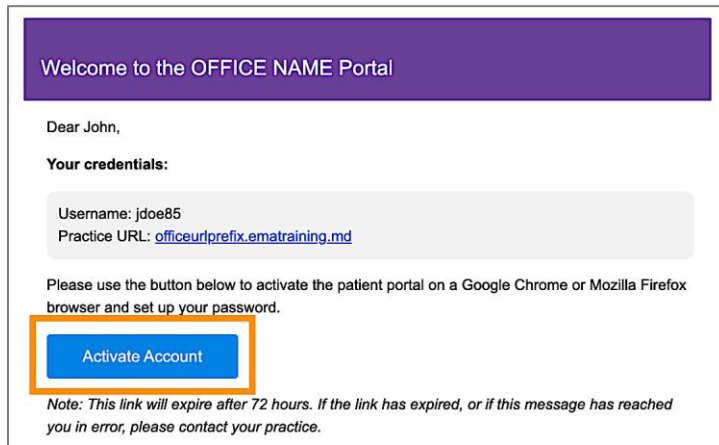 Welcome to the OFFICE NAME Portal
Dear John,
Your credentials:
Username: jdoe85
Practice URL: officeurlprefix.ematraining.md
Please use the button below to activate the patient portal on a Google Chrome or Mozilla Firefox
browser and set up your password.
Activate Account
Note: This link will expire after 72 hours. If the link has expired, or if this message has reached
you in error, please contact your practice.